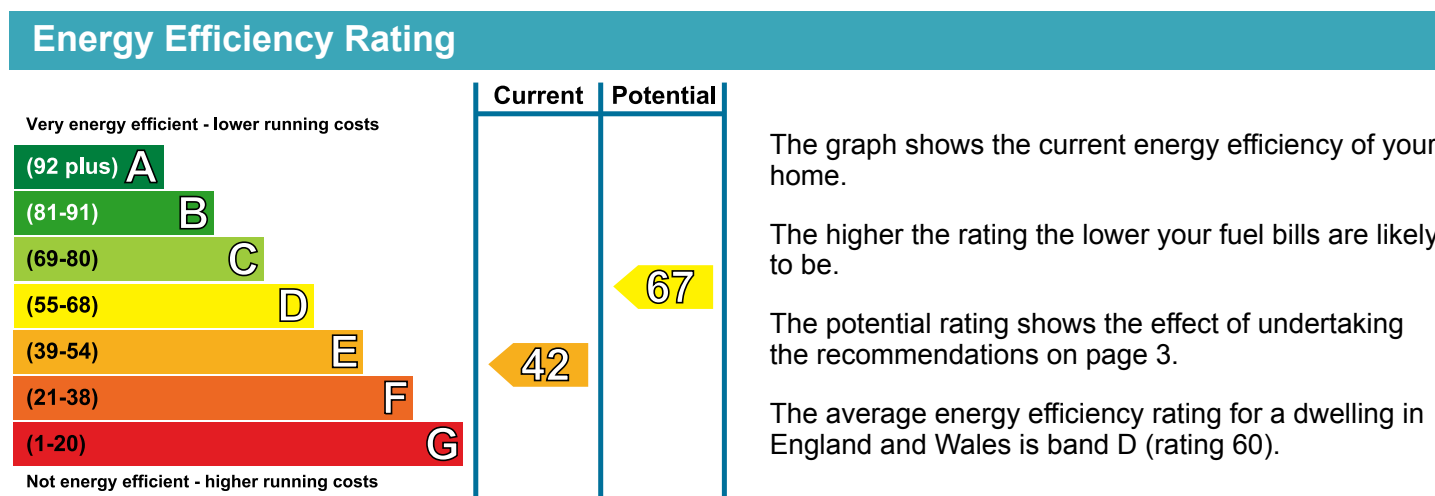 Energy Efficiency Rating
Current Potential
Very energy efficient - lower running costs
(92 plus) A
(81-91) B
(69-80) C
(55-68) D
(39-54) E
(21-38) F
(1-20) G
Not energy efficient - higher running costs
67
42
The graph shows the current energy efficiency of your
home.
The higher the rating the lower your fuel bills are likely
to be.
The potential rating shows the effect of undertaking
the recommendations on page 3.
The average energy efficiency rating for a dwelling in
England and Wales is band D (rating 60).